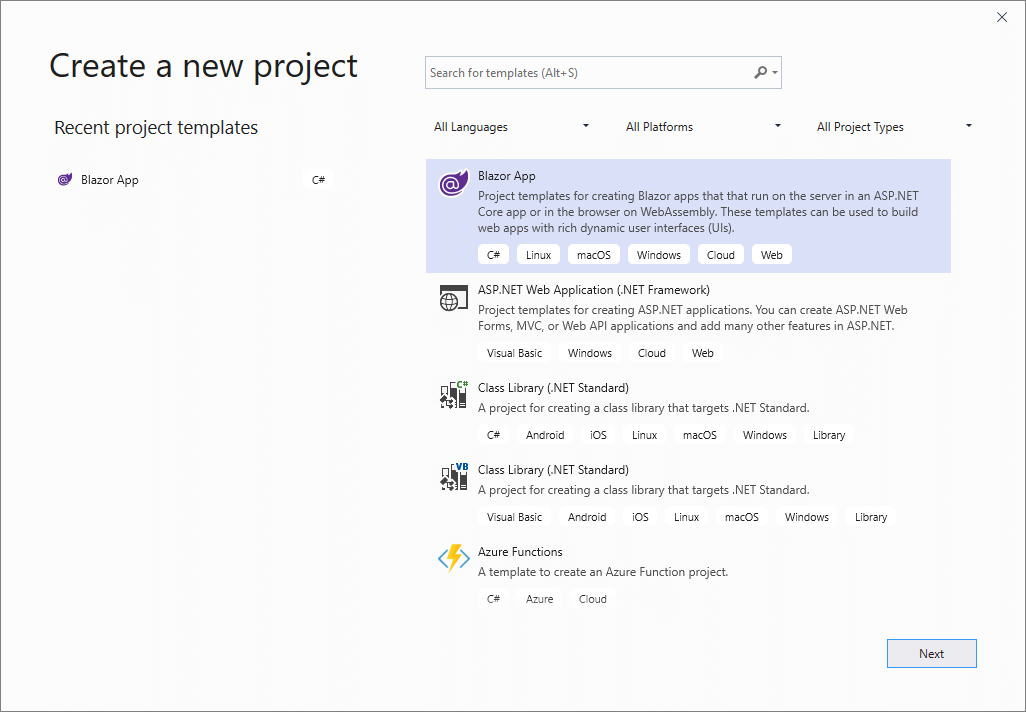 Create a new project
Search for templates (Alt+S)
Recent project templates
All Languages
All Platforms
All Project Types
Blazor App
C#
Blazor App
Project templates for creating Blazor apps that that run on the server in an ASP.NET
Core app or in the browser on WebAssembly. These templates can be used to build
web apps with rich dynamic user interfaces (UIs).
C# Linux macOS Windows Cloud Web
ASP.NET Web Application (.NET Framework)
Project templates for creating ASP.NET applications. You can create ASP.NET Web
Forms, MVC, or Web API applications and add many other features in ASP.NET.
Visual Basic Windows Cloud Web
C#
Class Library (.NET Standard)
A project for creating a class library that targets .NET Standard.
C# Android iOS Linux macOS Windows Library
VB
Class Library (.NET Standard)
A project for creating a class library that targets .NET Standard.
Visual Basic Android iOS Linux macOS Windows Library
Azure Functions
A template to create an Azure Function project.
C# Azure Cloud
Next